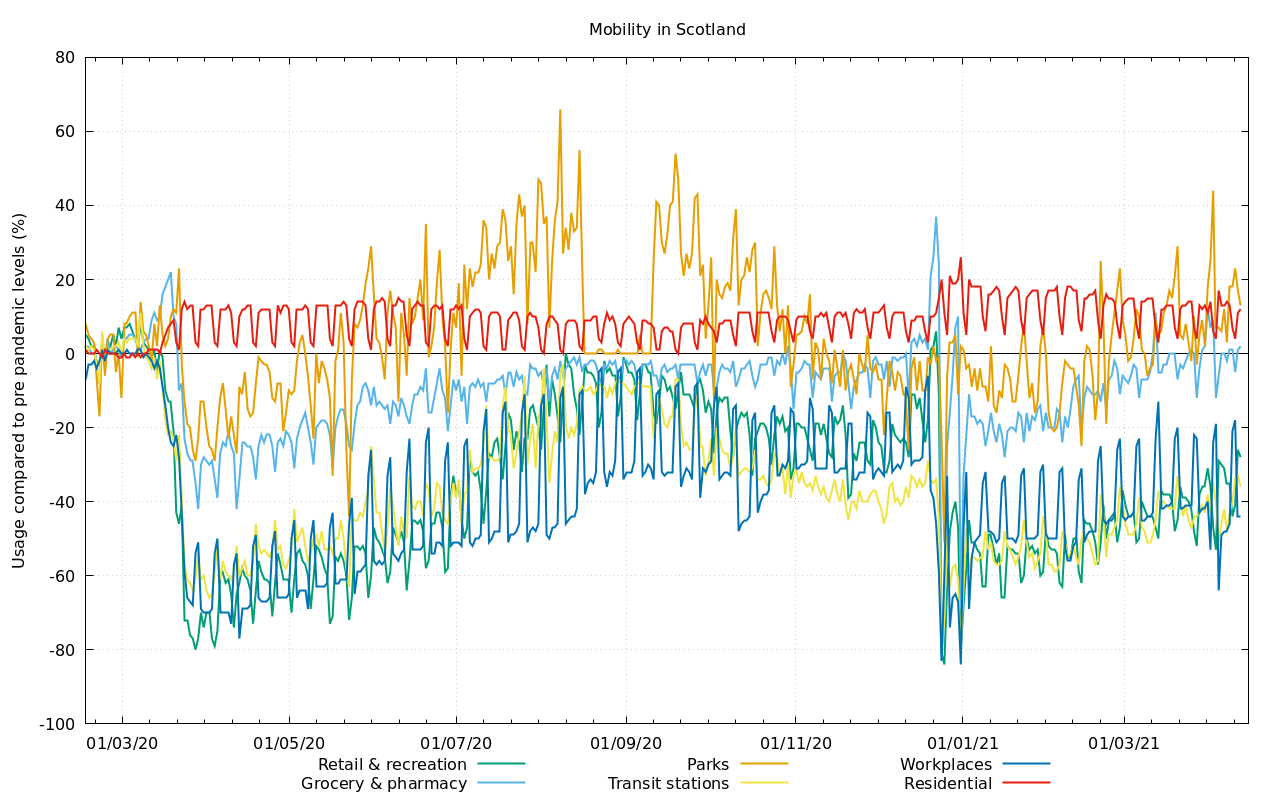 Mobility in Scotland
Usage compared to pre pandemic levels (%)
80
60
40
20
0
-20
-40
-60
-80
-100
01/03/20 01/05/20 01/07/20 01/09/20 01/11/20 01/01/21 01/03/21
Retail & recreation Parks Workplaces
Grocery & pharmacy Transit stations Residential